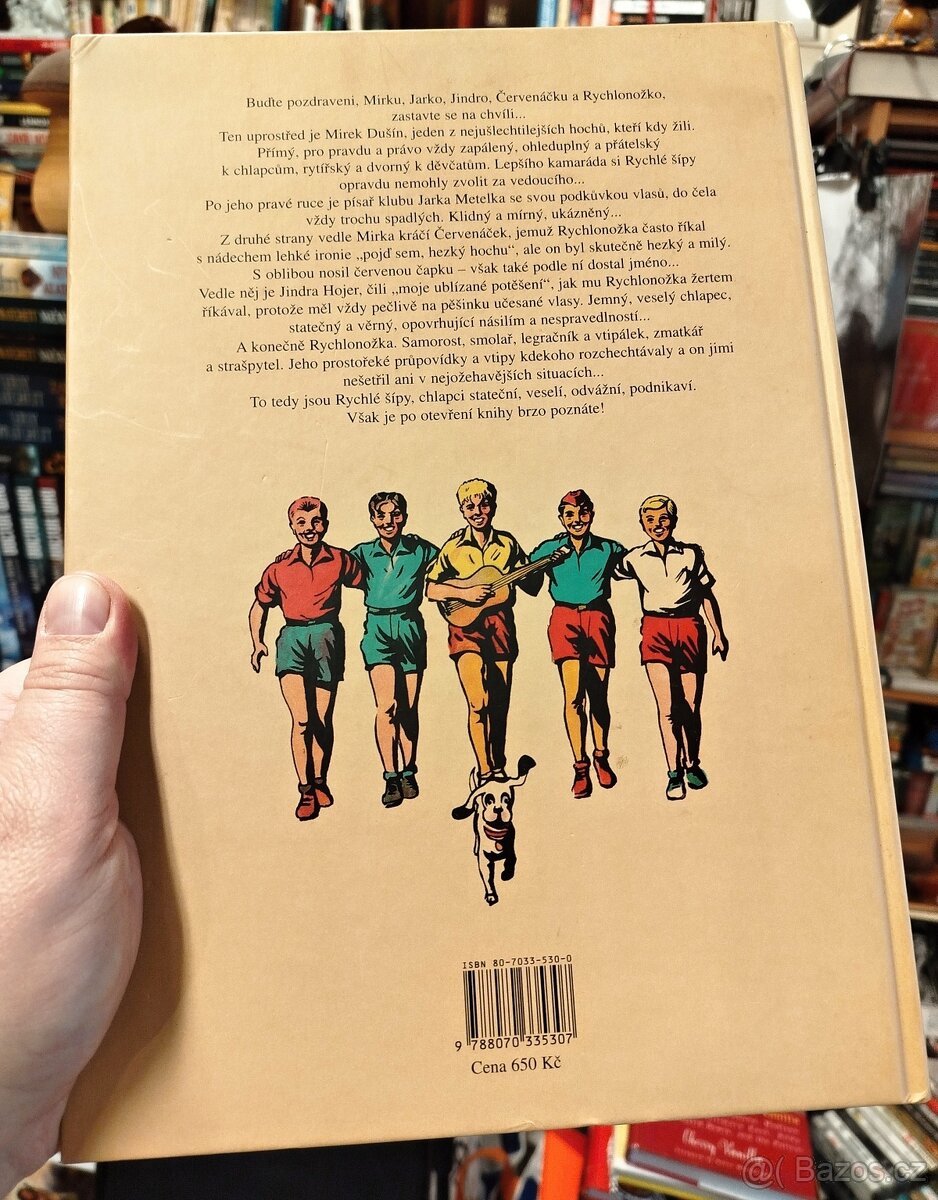 Buďte pozdraveni, Mirku, Jarko, Jindro, Červenáčku a Rychlonožko,
zastavte se na chvíli...
Ten uprostřed je Mirek Dušín, jeden z nejušlechtilejších hochů, kteří kdy žili.
Přímý, pro pravdu a právo vždy zapálený, ohleduplný a přátelský
k chlapcům, rytířský a dvorný k děvčatům. Lepšího kamaráda si Rychlé šípy
opravdu nemohly zvolit za vedoucího...
Po jeho pravé ruce je písař klubu Jarka Metelka se svou podkůvkou vlasů, do čela
vždy trochu spadlých. Klidný a mírný, ukázněný...
Z druhé strany vedle Mirka kráčí Červenáček, jemuž Rychlonožka často říkal
s nádechem lehké ironie „pojď sem, hezký hochu“, ale on byl skutečně hezký a milý.
S oblibou nosil červenou čapku – však také podle ní dostal jméno...
Vedle něj je Jindra Hojer, čili „moje ublízané potěšení“, jak mu Rychlonožka žertem
říkával, protože měl vždy pečlivě na pěšinku učesané vlasy. Jemný, veselý chlapec,
statečný a věrný, opovrhující násilím a nespravedlností...
A konečně Rychlonožka. Samorost, smolař, legračník a vtipálek, zmatkář
a strašpytel. Jeho prostořeké průpovídky a vtipy kdekoho rozchechtávaly a on jimi
nešetřil ani v nejožehavějších situacích...
To tedy jsou Rychlé šípy, chlapci stateční, veselí, odvážní, podnikaví.
Však je po otevření knihy brzo poznáte!
ISBN 80-7033-530-0
9 788070 335307
Cena 650 Kč
@( Bazos.cz